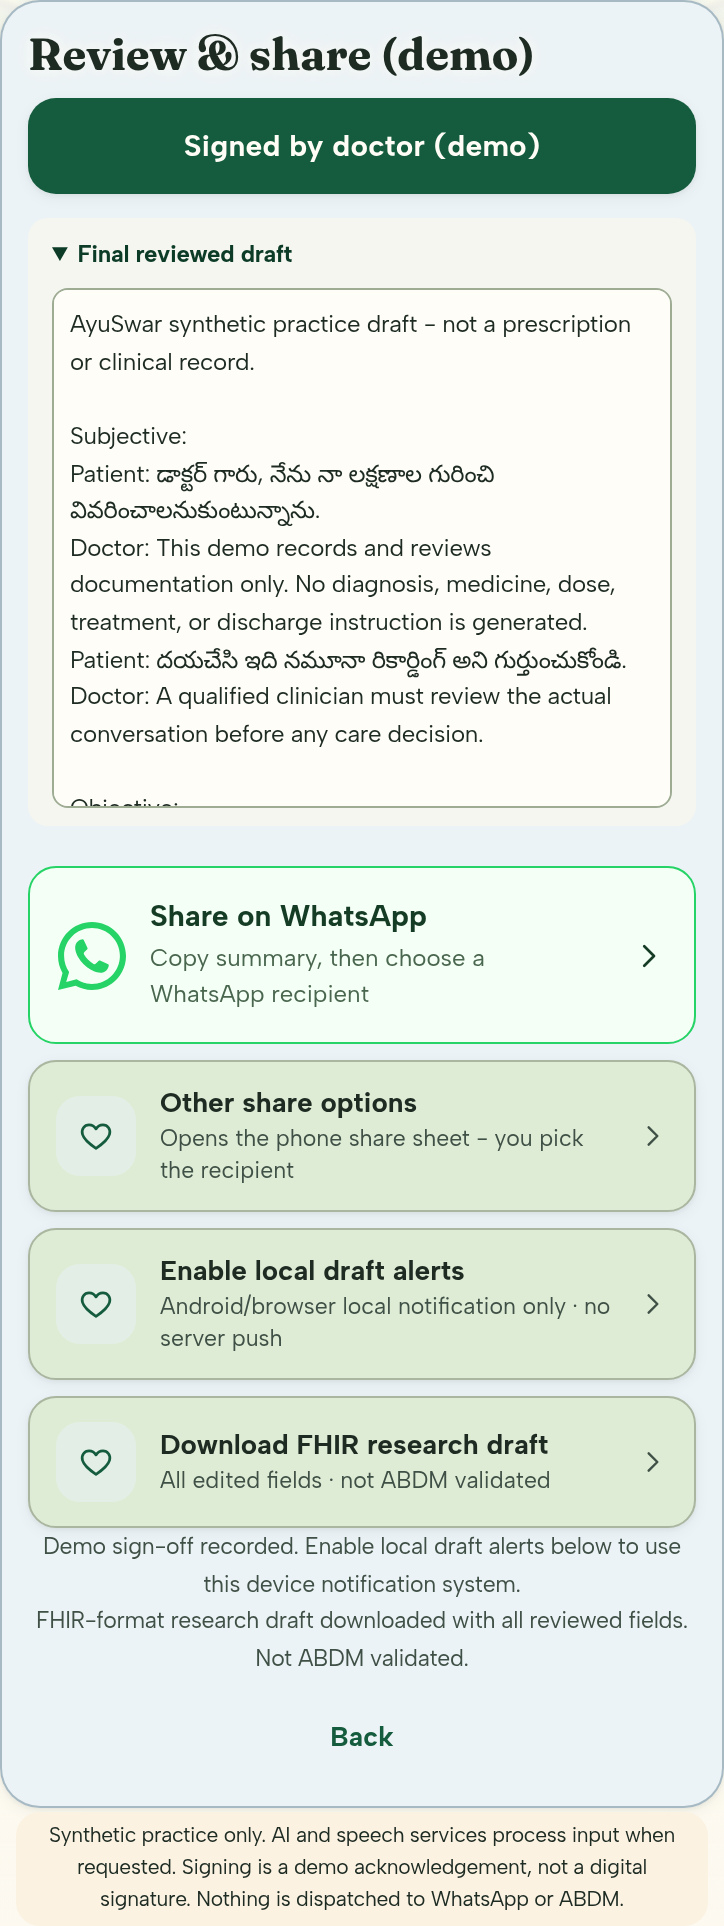 Review & share (demo)
Signed by doctor (demo)
▼ Final reviewed draft
AyuSwar synthetic practice draft – not a prescription
or clinical record.
Subjective:
Patient: డాక్టర్ గారు, నేను నా లక్షణాల గురించి
వివరించాలనుకుంటున్నాను.
Doctor: This demo records and reviews
documentation only. No diagnosis, medicine, dose,
treatment, or discharge instruction is generated.
Patient: దయచేసి ఇది నమూనా రికార్డింగ్ అని గుర్తుంచుకోండి.
Doctor: A qualified clinician must review the actual
conversation before any care decision.
Objective:
Share on WhatsApp
Copy summary, then choose a
WhatsApp recipient
Other share options
Opens the phone share sheet – you pick
the recipient
Enable local draft alerts
Android/browser local notification only · no
server push
Download FHIR research draft
All edited fields · not ABDM validated
Demo sign-off recorded. Enable local draft alerts below to use
this device notification system.
FHIR-format research draft downloaded with all reviewed fields.
Not ABDM validated.
Back
Synthetic practice only. AI and speech services process input when
requested. Signing is a demo acknowledgement, not a digital
signature. Nothing is dispatched to WhatsApp or ABDM.